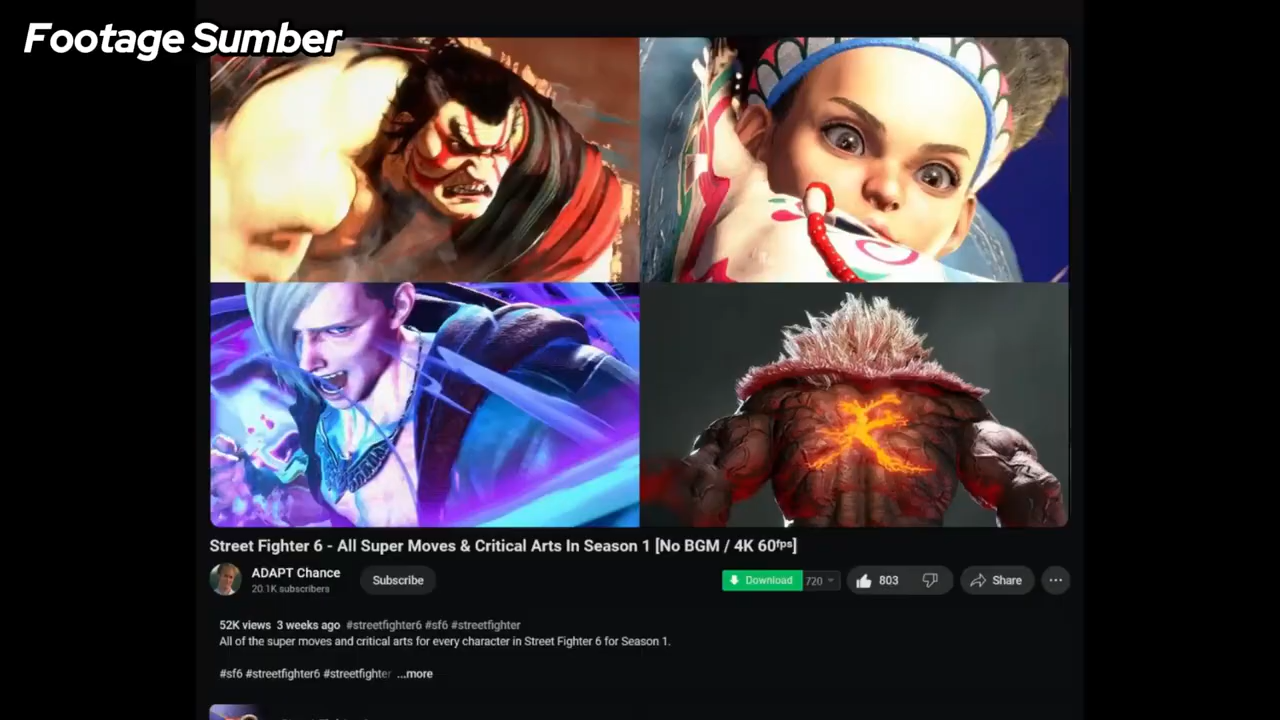 Footage Sumber
Street Fighter 6 - All Super Moves & Critical Arts In Season 1 [No BGM / 4K 60ᶠᵖˢ]
ADAPT Chance
20.1K subscribers
Subscribe
Download
720
803
Share
52K views 3 weeks ago #streetfighter6 #sf6 #streetfighter
All of the super moves and critical arts for every character in Street Fighter 6 for Season 1.
#sf6 #streetfighter6 #streetfighter ...more